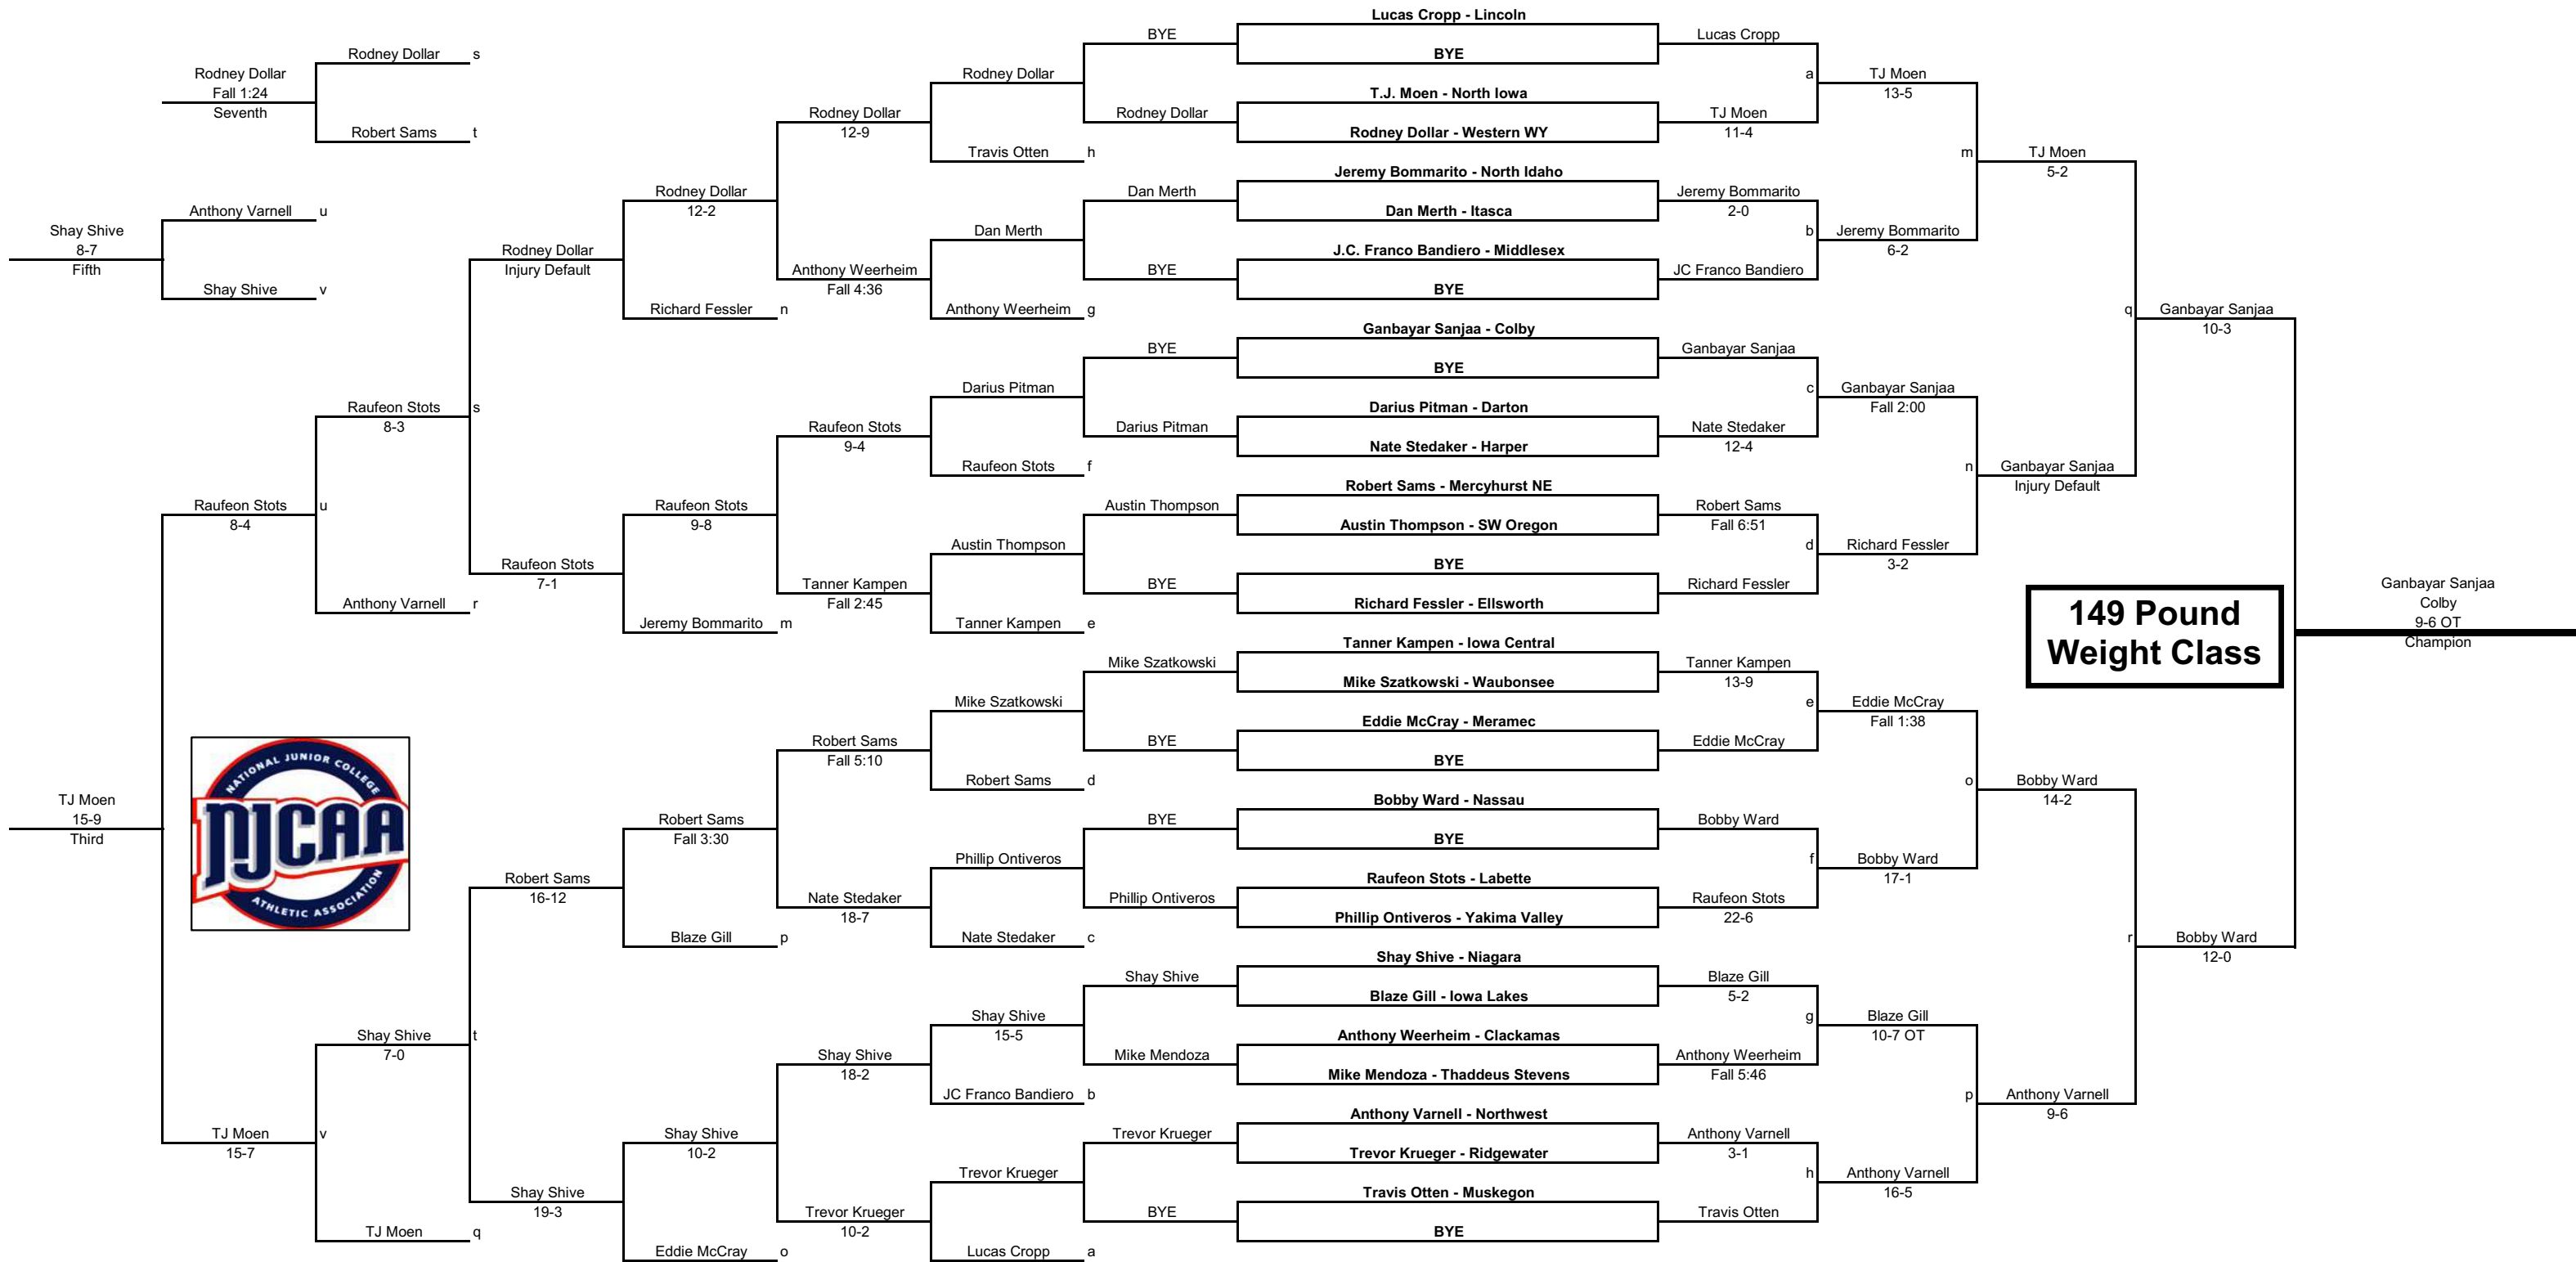 Lucas Cropp - Lincoln
BYE
T.J. Moen - North Iowa
Rodney Dollar - Western WY
Jeremy Bommarito - North Idaho
Dan Merth - Itasca
J.C. Franco Bandiero - Middlesex
BYE
Ganbayar Sanjaa - Colby
BYE
Darius Pitman - Darton
Nate Stedaker - Harper
Robert Sams - Mercyhurst NE
Austin Thompson - SW Oregon
BYE
Richard Fessler - Ellsworth
Tanner Kampen - Iowa Central
Mike Szatkowski - Waubonsee
Eddie McCray - Meramec
BYE
Bobby Ward - Nassau
BYE
Raufeon Stots - Labette
Phillip Ontiveros - Yakima Valley
Shay Shive - Niagara
Blaze Gill - Iowa Lakes
Anthony Weerheim - Clackamas
Mike Mendoza - Thaddeus Stevens
Anthony Varnell - Northwest
Trevor Krueger - Ridgewater
Travis Otten - Muskegon
BYE
Lucas Cropp
a
TJ Moen
11-4
Jeremy Bommarito
2-0
b
JC Franco Bandiero
Ganbayar Sanjaa
c
Nate Stedaker
12-4
Robert Sams
Fall 6:51
d
Richard Fessler
Tanner Kampen
13-9
e
Eddie McCray
Bobby Ward
f
Raufeon Stots
22-6
Blaze Gill
5-2
g
Anthony Weerheim
Fall 5:46
Anthony Varnell
3-1
h
Travis Otten
TJ Moen
13-5
m
Jeremy Bommarito
6-2
Ganbayar Sanjaa
Fall 2:00
n
Richard Fessler
3-2
Eddie McCray
Fall 1:38
o
Bobby Ward
17-1
Blaze Gill
10-7 OT
p
Anthony Varnell
16-5
TJ Moen
5-2
q
Ganbayar Sanjaa
Injury Default
Bobby Ward
14-2
r
Anthony Varnell
9-6
Ganbayar Sanjaa
10-3
Bobby Ward
12-0
149 Pound
Weight Class
Ganbayar Sanjaa
Colby
9-6 OT
Champion
BYE
Rodney Dollar
Dan Merth
BYE
BYE
Darius Pitman
Austin Thompson
BYE
Mike Szatkowski
BYE
BYE
Phillip Ontiveros
Shay Shive
Mike Mendoza
Trevor Krueger
BYE
Rodney Dollar
Travis Otten h
Dan Merth
Anthony Weerheim g
Darius Pitman
Raufeon Stots f
Austin Thompson
Tanner Kampen e
Mike Szatkowski
Robert Sams d
Phillip Ontiveros
Nate Stedaker c
Shay Shive
15-5
JC Franco Bandiero b
Trevor Krueger
Lucas Cropp a
Rodney Dollar
12-9
Anthony Weerheim
Fall 4:36
Raufeon Stots
9-4
Tanner Kampen
Fall 2:45
Robert Sams
Fall 5:10
Nate Stedaker
18-7
Shay Shive
18-2
Trevor Krueger
10-2
Rodney Dollar
12-2
Richard Fessler n
Raufeon Stots
9-8
Jeremy Bommarito m
Robert Sams
Fall 3:30
Blaze Gill p
Shay Shive
10-2
Eddie McCray o
Rodney Dollar
Injury Default
s
Raufeon Stots
7-1
Robert Sams
16-12
t
Shay Shive
19-3
Raufeon Stots
8-3
u
Anthony Varnell r
Shay Shive
7-0
v
TJ Moen q
Raufeon Stots
8-4
TJ Moen
15-7
TJ Moen
15-9
Third
Anthony Varnell u
Shay Shive v
Shay Shive
8-7
Fifth
Rodney Dollar s
Robert Sams t
Rodney Dollar
Fall 1:24
Seventh
NATIONAL JUNIOR COLLEGE
NJCAA
ATHLETIC ASSOCIATION